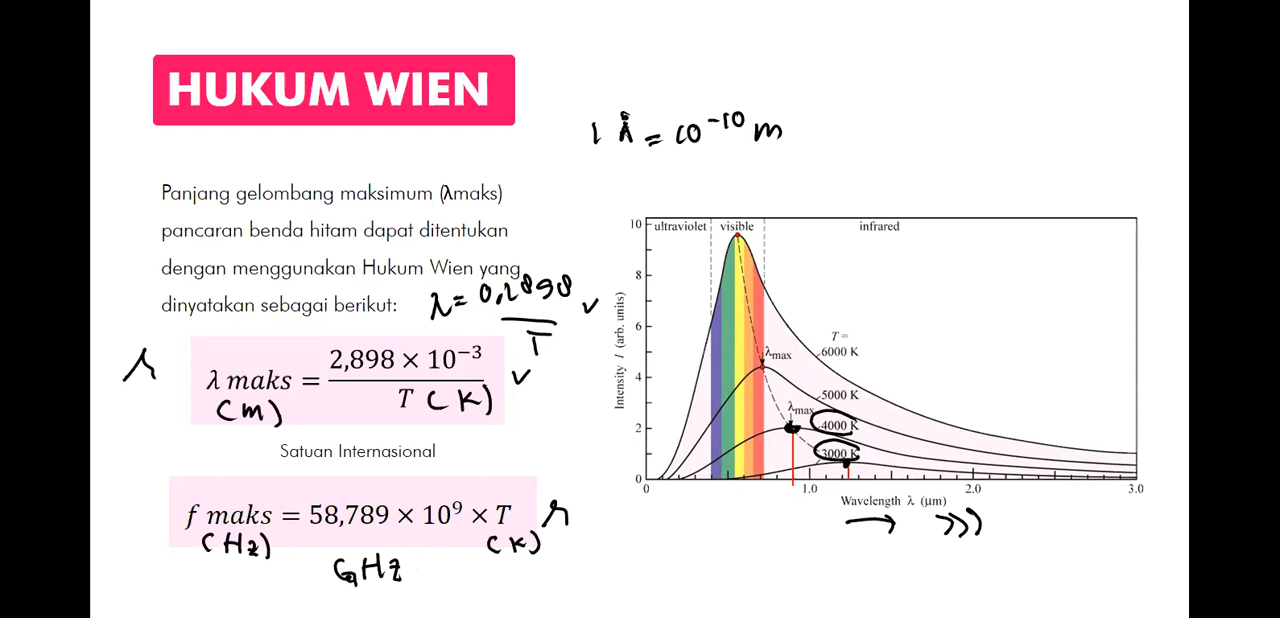 HUKUM WIEN
1 Å = 10⁻¹⁰ m
Panjang gelombang maksimum (λmaks)
pancaran benda hitam dapat ditentukan
dengan menggunakan Hukum Wien yang
dinyatakan sebagai berikut:
λ = 0,2898 / T
λ maks = 2,898 × 10⁻³ / T (K)
(m)
Satuan Internasional
f maks = 58,789 × 10⁹ × T
(Hz) (K)
GHz
ultraviolet visible infrared
10
8
6
4
2
0
Intensity I (arb. units)
T =
6000 K
λmax
5000 K
λmax
4000 K
3000 K
0 1.0 2.0 3.0
Wavelength λ (μm)